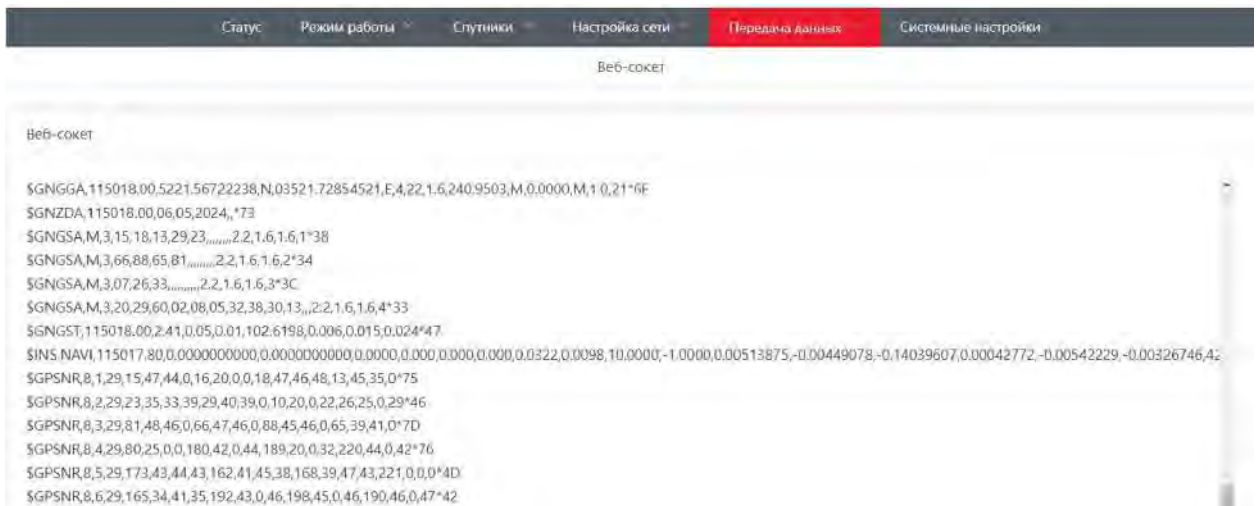 Статус Режим работы Спутники Настройка сети Передача данных Системные настройки
Веб-сокет
Веб-сокет
$GNGGA,115018.00,5221.56722238,N,03521.72854521,E,4,22,1.6,240.9503,M,0.0000,M,1.0,21*6F
$GNZDA,115018.00,06,05,2024,,*73
$GNGSA,M,3,15,18,13,29,23,,,,,,,,2.2,1.6,1.6,1*38
$GNGSA,M,3,66,88,65,81,,,,,,,,,2.2,1.6,1.6,2*34
$GNGSA,M,3,07,26,33,,,,,,,,,,2.2,1.6,1.6,3*3C
$GNGSA,M,3,20,29,60,02,08,05,32,38,30,13,,,2.2,1.6,1.6,4*33
$GNGST,115018.00,2.41,0.05,0.01,102.6198,0.006,0.015,0.024*47
$INS.NAVI,115017.80,0.0000000000,0.0000000000,0.0000,0.000,0.000,0.000,0.0322,0.0098,10.0000,-1.0000,0.00513875,-0.00449078,-0.14039607,0.00042772,-0.00542229,-0.00326746,42
$GPSNR,8,1,29,15,47,44,0,16,20,0,0,18,47,46,48,13,45,35,0*75
$GPSNR,8,2,29,23,35,33,39,29,40,39,0,10,20,0,22,26,25,0,29*46
$GPSNR,8,3,29,81,48,46,0,66,47,46,0,88,45,46,0,65,39,41,0*7D
$GPSNR,8,4,29,80,25,0,0,180,42,0,44,189,20,0,32,220,44,0,42*76
$GPSNR,8,5,29,173,43,44,43,162,41,45,38,168,39,47,43,221,0,0,0*4D
$GPSNR,8,6,29,165,34,41,35,192,43,0,46,198,45,0,46,190,46,0,47*42